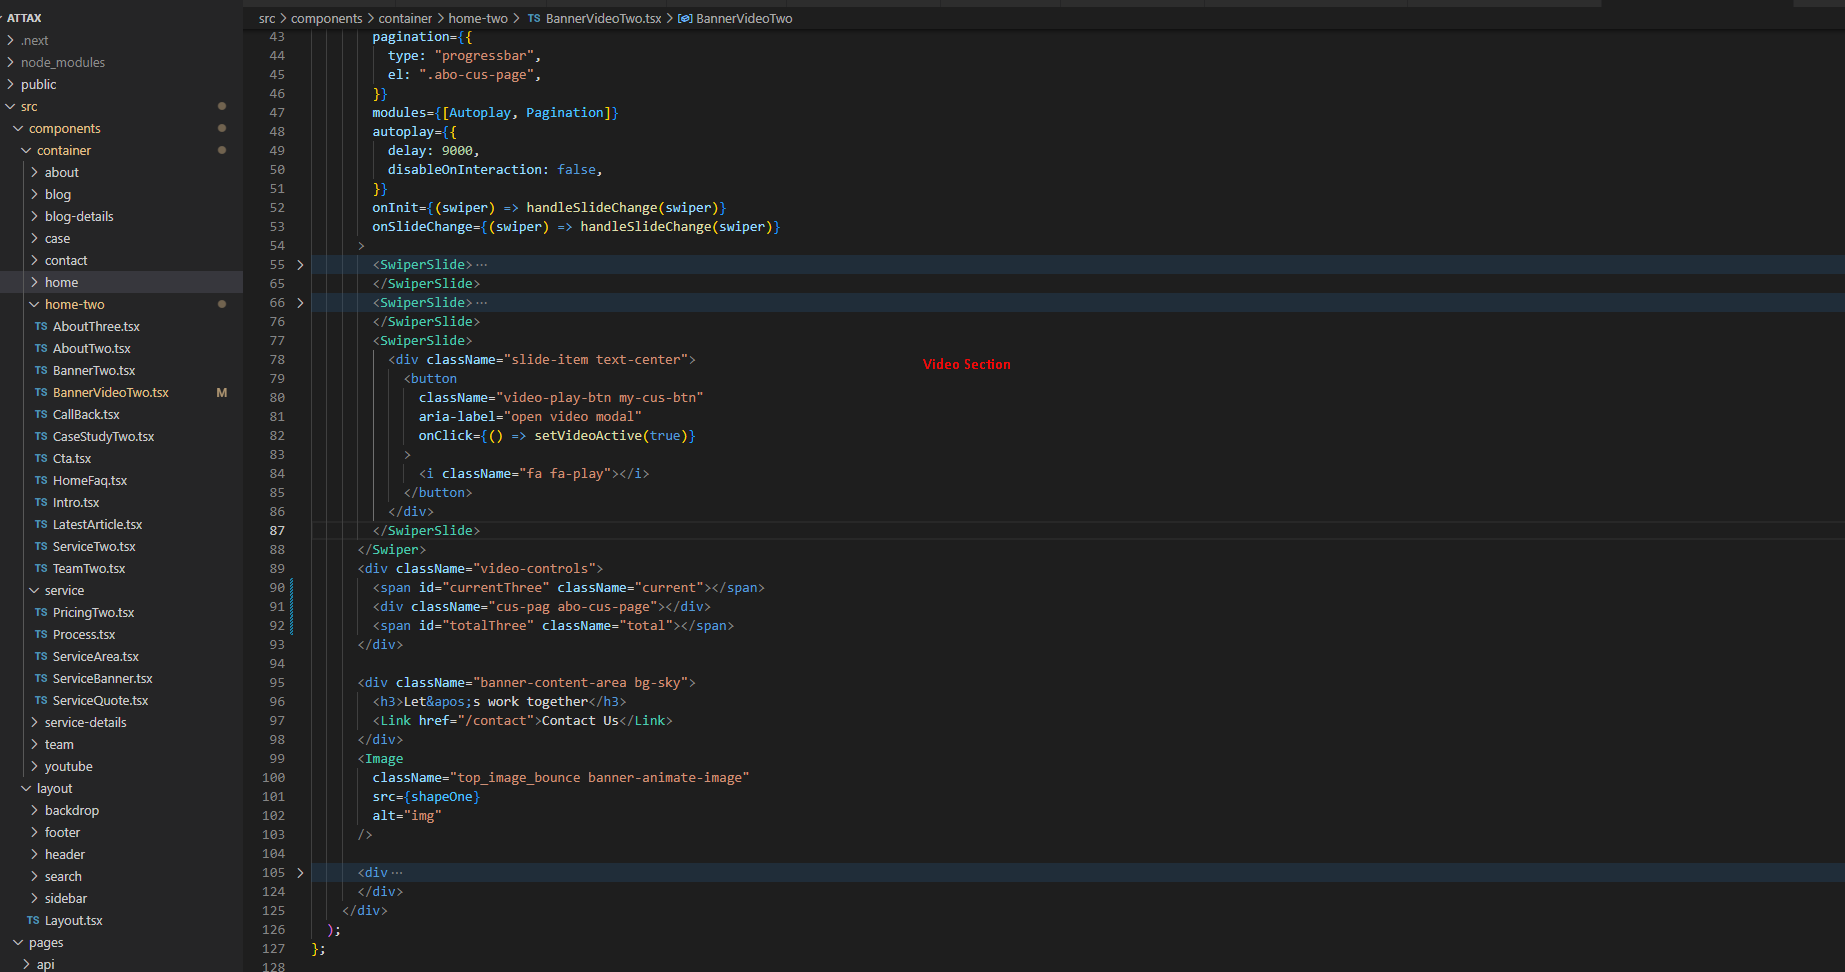 ATTAX
.next
node_modules
public
src
components
container
about
blog
blog-details
case
contact
home
home-two
TS AboutThree.tsx
TS AboutTwo.tsx
TS BannerTwo.tsx
TS BannerVideoTwo.tsx M
TS CallBack.tsx
TS CaseStudyTwo.tsx
TS Cta.tsx
TS HomeFaq.tsx
TS Intro.tsx
TS LatestArticle.tsx
TS ServiceTwo.tsx
TS TeamTwo.tsx
service
TS PricingTwo.tsx
TS Process.tsx
TS ServiceArea.tsx
TS ServiceBanner.tsx
TS ServiceQuote.tsx
service-details
team
youtube
layout
backdrop
footer
header
search
sidebar
TS Layout.tsx
pages
api
src > components > container > home-two > TS BannerVideoTwo.tsx > BannerVideoTwo
43 pagination={{
44 type: "progressbar",
45 el: ".abo-cus-page",
46 }}
47 modules={[Autoplay, Pagination]}
48 autoplay={{
49 delay: 9000,
50 disableOnInteraction: false,
51 }}
52 onInit={(swiper) => handleSlideChange(swiper)}
53 onSlideChange={(swiper) => handleSlideChange(swiper)}
54 >
55 <SwiperSlide> ···
65 </SwiperSlide>
66 <SwiperSlide> ···
76 </SwiperSlide>
77 <SwiperSlide>
78 <div className="slide-item text-center">
Video Section
79 <button
80 className="video-play-btn my-cus-btn"
81 aria-label="open video modal"
82 onClick={() => setVideoActive(true)}
83 >
84 <i className="fa fa-play"></i>
85 </button>
86 </div>
87 </SwiperSlide>
88 </Swiper>
89 <div className="video-controls">
90 <span id="currentThree" className="current"></span>
91 <div className="cus-pag abo-cus-page"></div>
92 <span id="totalThree" className="total"></span>
93 </div>
94
95 <div className="banner-content-area bg-sky">
96 <h3>Let&apos;s work together</h3>
97 <Link href="/contact">Contact Us</Link>
98 </div>
99 <Image
100 className="top_image_bounce banner-animate-image"
101 src={shapeOne}
102 alt="img"
103 />
104
105 <div ···
124 </div>
125 </div>
126 );
127 };
128